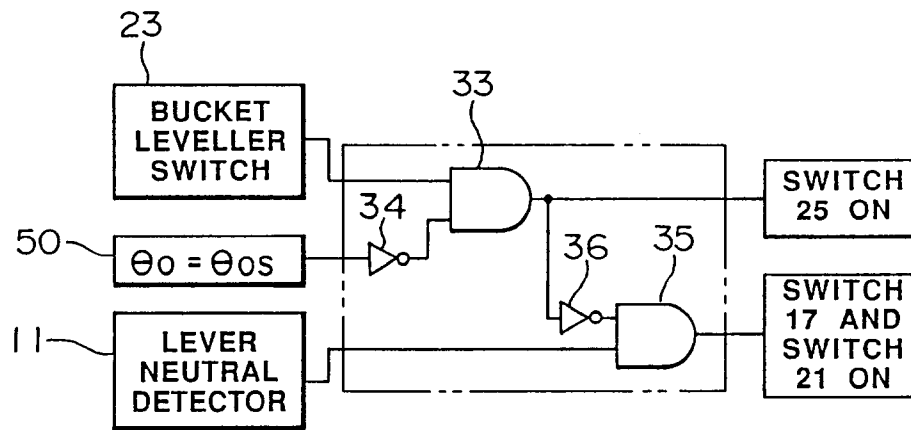 23
BUCKET
LEVELLER
SWITCH
33
34
SWITCH
25 ON
50
θo = θos
36
35
11
LEVER
NEUTRAL
DETECTOR
SWITCH
17 AND
SWITCH
21 ON